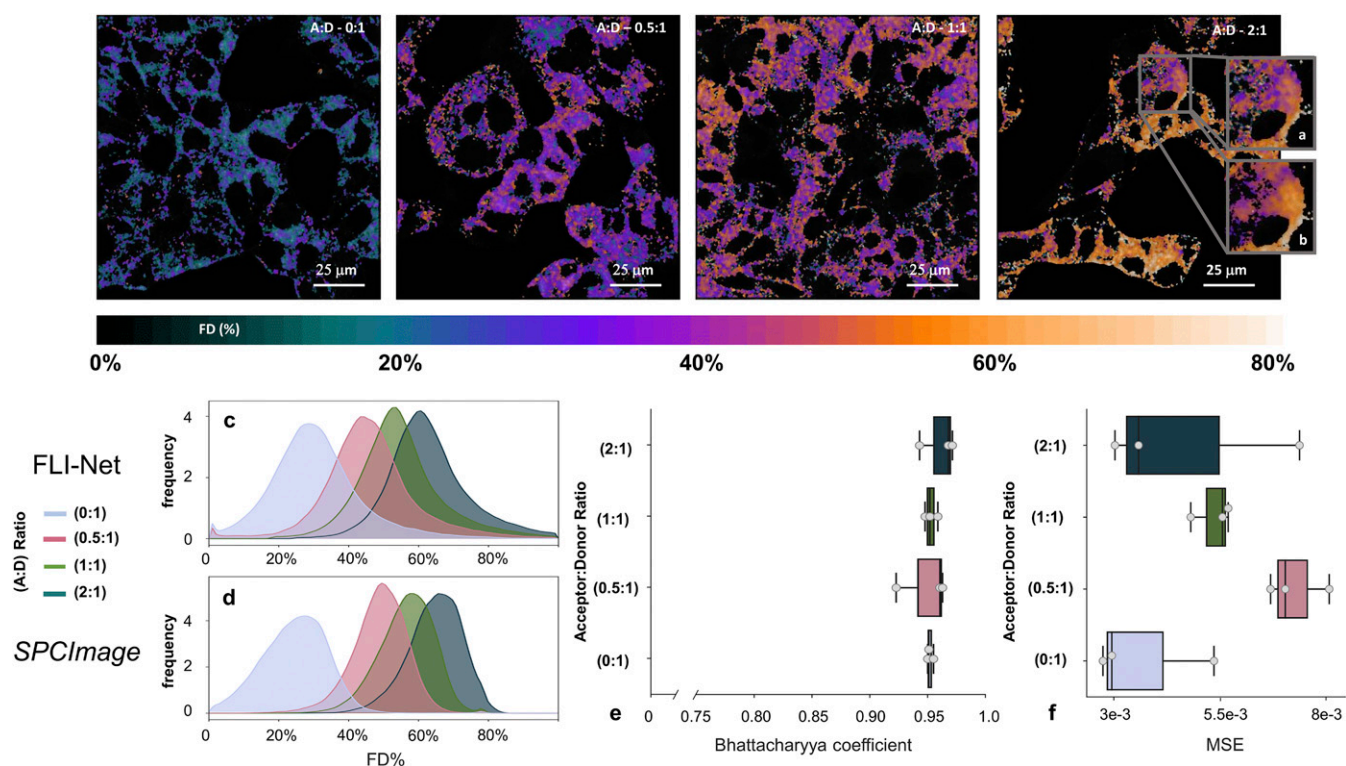 A:D - 0:1
A:D – 0.5:1
A:D - 1:1
A:D - 2:1
a
b
25 μm
25 μm
25 μm
25 μm
FD (%)
0%
20%
40%
60%
80%
FLI-Net
(A:D) Ratio
(0:1)
(0.5:1)
(1:1)
(2:1)
SPCImage
c
frequency
4
2
0
0
20%
40%
60%
80%
d
frequency
4
2
0
0
20%
40%
60%
80%
FD%
e
Acceptor:Donor Ratio
(2:1)
(1:1)
(0.5:1)
(0:1)
0
0.75
0.80
0.85
0.90
0.95
1.0
Bhattacharyya coefficient
f
Acceptor:Donor Ratio
(2:1)
(1:1)
(0.5:1)
(0:1)
3e-3
5.5e-3
8e-3
MSE